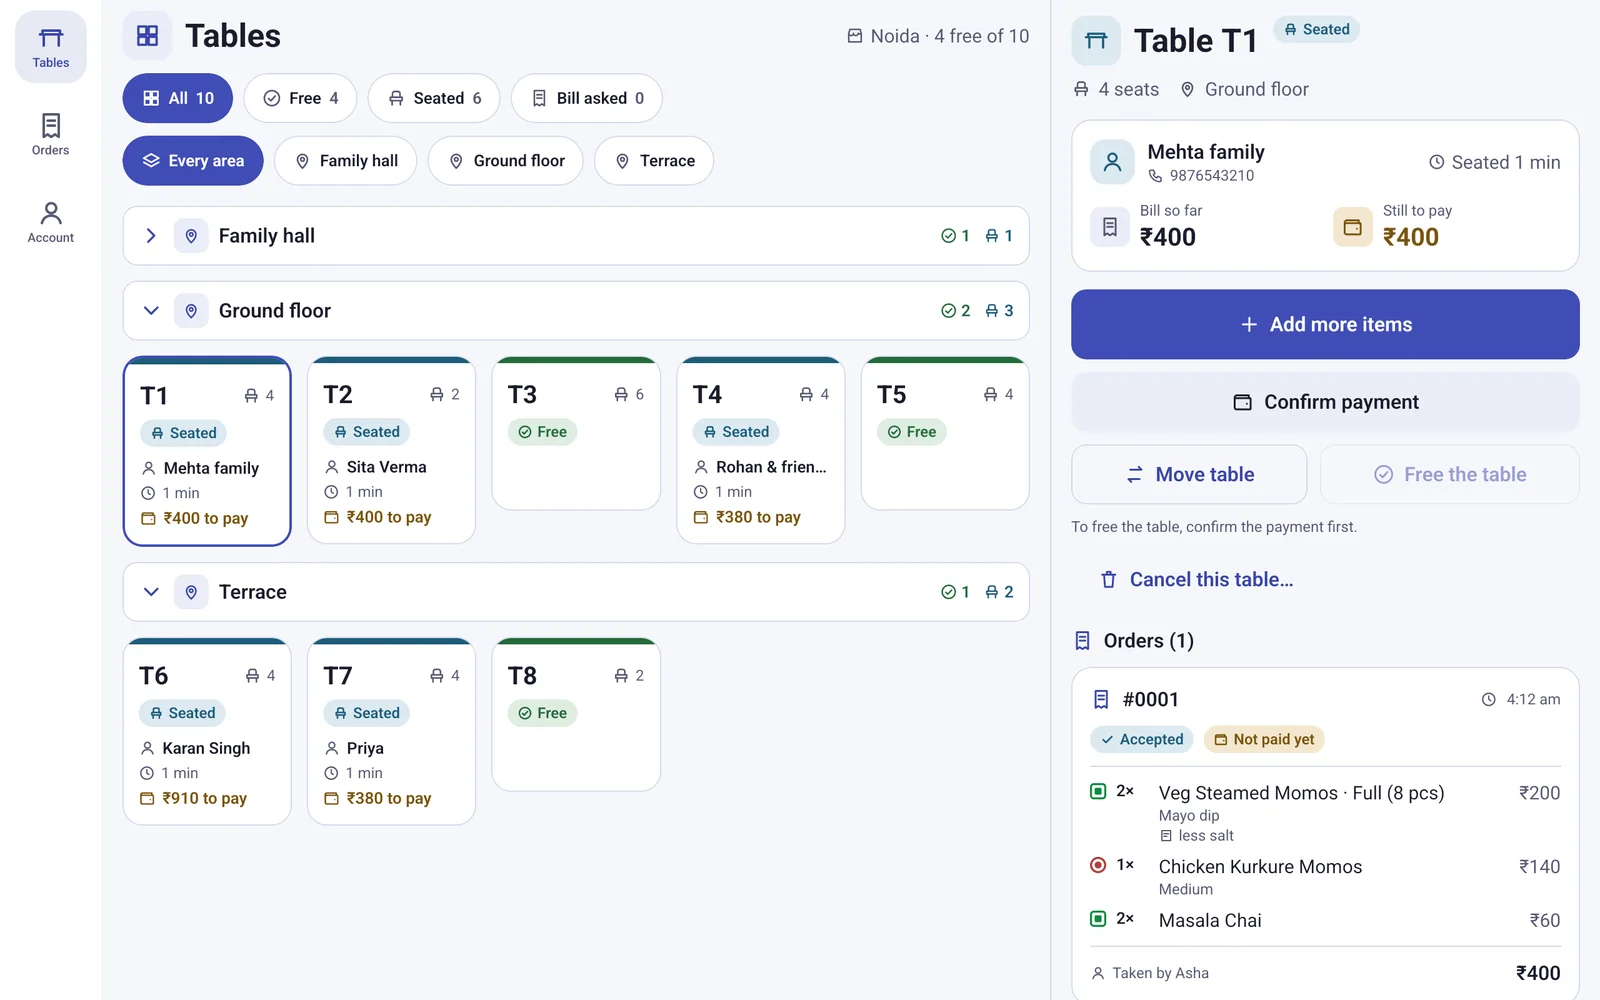 Tables
Orders
Account
Tables
Noida · 4 free of 10
All 10
Free 4
Seated 6
Bill asked 0
Every area
Family hall
Ground floor
Terrace
Family hall
1 1
Ground floor
2 3
T1 4
Seated
Mehta family
1 min
₹400 to pay
T2 2
Seated
Sita Verma
1 min
₹400 to pay
T3 6
Free
T4 4
Seated
Rohan & frien...
1 min
₹380 to pay
T5 4
Free
Terrace
1 2
T6 4
Seated
Karan Singh
1 min
₹910 to pay
T7 4
Seated
Priya
1 min
₹380 to pay
T8 2
Free
Table T1
Seated
4 seats Ground floor
Mehta family
9876543210
Seated 1 min
Bill so far
₹400
Still to pay
₹400
+ Add more items
Confirm payment
Move table
Free the table
To free the table, confirm the payment first.
Cancel this table...
Orders (1)
#0001
4:12 am
Accepted
Not paid yet
2× Veg Steamed Momos · Full (8 pcs) ₹200
Mayo dip
less salt
1× Chicken Kurkure Momos ₹140
Medium
2× Masala Chai ₹60
Taken by Asha ₹400